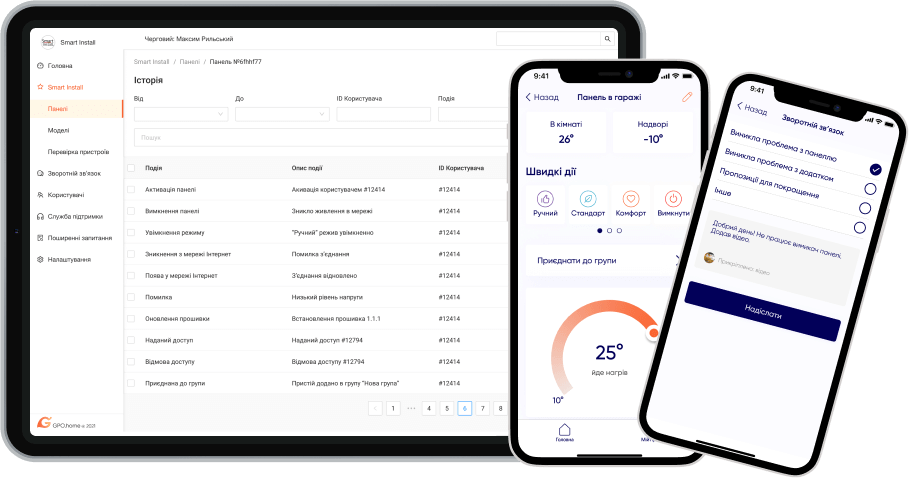 Smart Install
Черговий: Максим Рильський
Головна
Smart Install
Панелі
Моделі
Перевірка пристроїв
Зворотній зв'язок
Користувачі
Служба підтримки
Поширенні запитання
Налаштування
GPO.home © 2021
Smart Install / Панелі / Панель №6fhhf77
Історія
Від До ID Користувача Подія
Пошук
Подія Опис події ID Користувача
Активація панелі Акивація користувачем #12414 #12414
Вимкнення панелі Зникло живлення в мережі #12414
Увімкнення режиму "Ручний" режив увімкненно #12414
Зникнення з мережі Інтернет Помилка з'єднання #12414
Поява у мережі Інтернет З'єднання відновлено #12414
Помилка Низький рівень напруги #12414
Оновлення прошивки Встановлення прошивка 1.1.1 #12414
Наданий доступ Наданий доступ #12794 #12414
Відмова доступу Відмова доступу #12794 #12414
Приєднана до групи Пристій додано в групу "Нова група" #12414
1 ••• 4 5 6 7 8
9:41
Назад Панель в гаражі
В кімнаті Надворі
26° -10°
Швидкі дії
Ручний Стандарт Комфорт Вимкнути
Приєднати до групи
25°
йде нагрів
10°
Головна
9:41
Назад Зворотній зв'язок
Виникла проблема з панеллю
Виникла проблема з додатком
Пропозиції для покращення
Інше
Добрий день! Не працює вимикач панелі.
Додав відео.
Прикріпленої відео
Надіслати